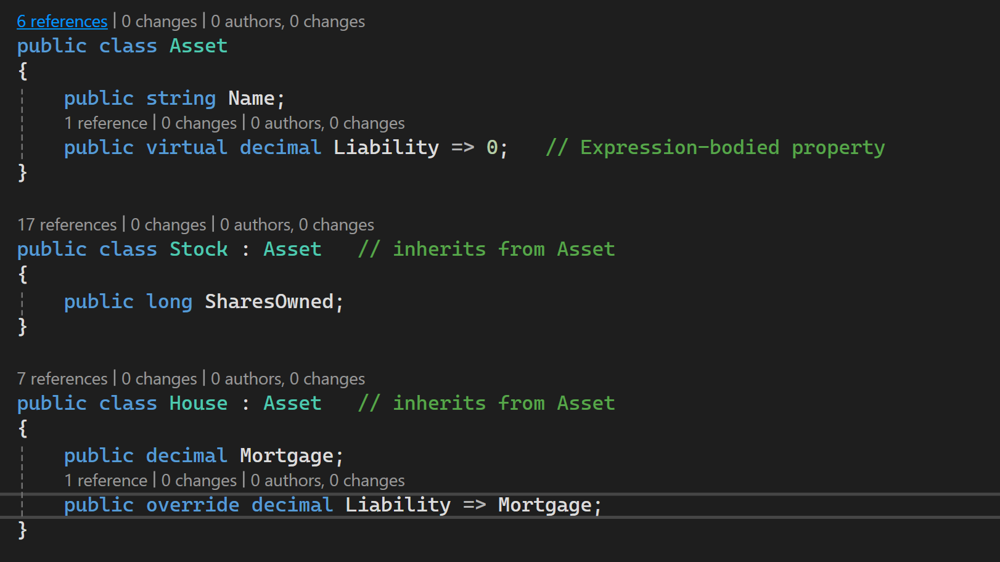 6 references | 0 changes | 0 authors, 0 changes
public class Asset
{
    public string Name;
    1 reference | 0 changes | 0 authors, 0 changes
    public virtual decimal Liability => 0;   // Expression-bodied property
}
17 references | 0 changes | 0 authors, 0 changes
public class Stock : Asset   // inherits from Asset
{
    public long SharesOwned;
}
7 references | 0 changes | 0 authors, 0 changes
public class House : Asset   // inherits from Asset
{
    public decimal Mortgage;
    1 reference | 0 changes | 0 authors, 0 changes
    public override decimal Liability => Mortgage;
}